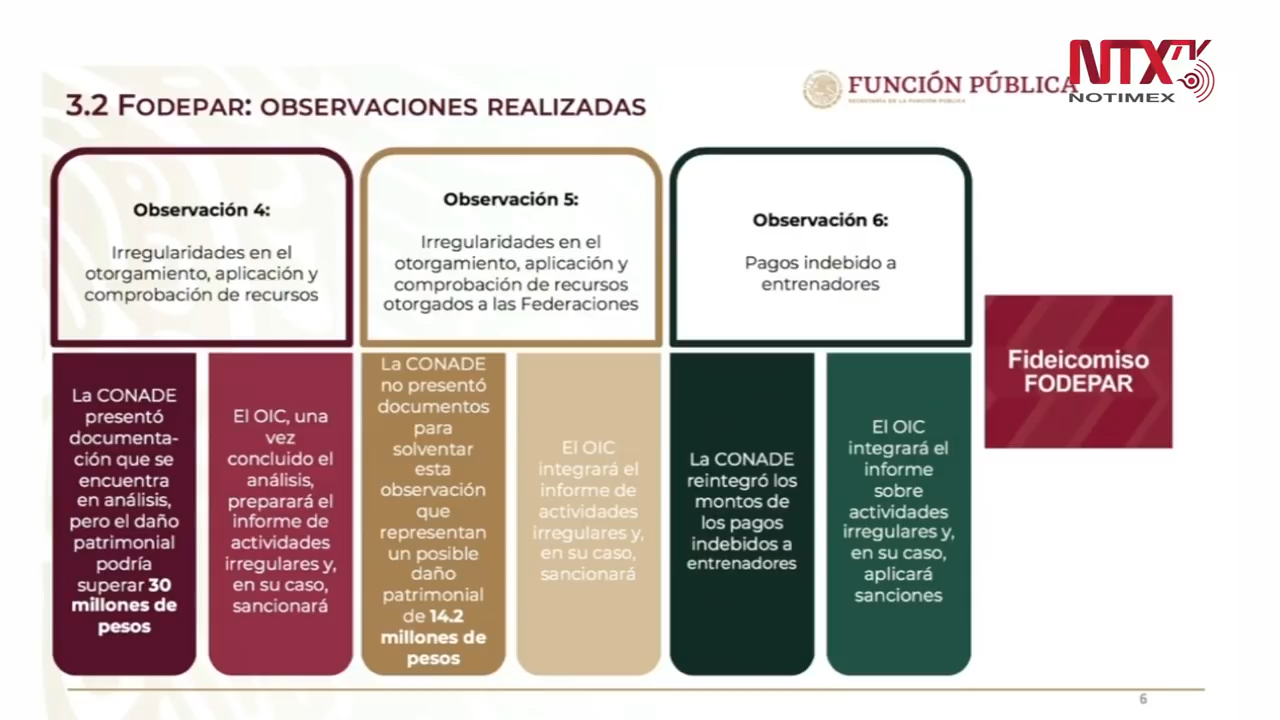 NTX TV
NOTIMEX
FUNCIÓN PÚBLICA
SECRETARÍA DE LA FUNCIÓN PÚBLICA
3.2 FODEPAR: OBSERVACIONES REALIZADAS
Observación 4:
Irregularidades en el
otorgamiento, aplicación y
comprobación de recursos
La CONADE
presentó
documenta-
ción que se
encuentra
en análisis,
pero el daño
patrimonial
podría
superar 30
millones de
pesos
El OIC, una
vez
concluido el
análisis,
preparará el
informe de
actividades
irregulares y,
en su caso,
sancionará
Observación 5:
Irregularidades en el
otorgamiento, aplicación y
comprobación de recursos
otorgados a las Federaciones
La CONADE
no presentó
documentos
para
solventar
esta
observación
que
representan
un posible
daño
patrimonial
de 14.2
millones de
pesos
El OIC
integrará el
informe de
actividades
irregulares y,
en su caso,
sancionará
Observación 6:
Pagos indebido a
entrenadores
La CONADE
reintegró los
montos de
los pagos
indebidos a
entrenadores
El OIC
integrará el
informe
sobre
actividades
irregulares y,
en su caso,
aplicará
sanciones
Fideicomiso
FODEPAR
6